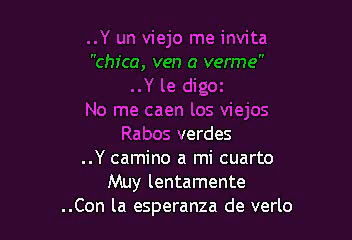 ..Y un viejo me invita
"chica, ven a verme"
..Y le digo:
No me caen los viejos
Rabos verdes
..Y camino a mi cuarto
Muy lentamente
..Con la esperanza de verlo